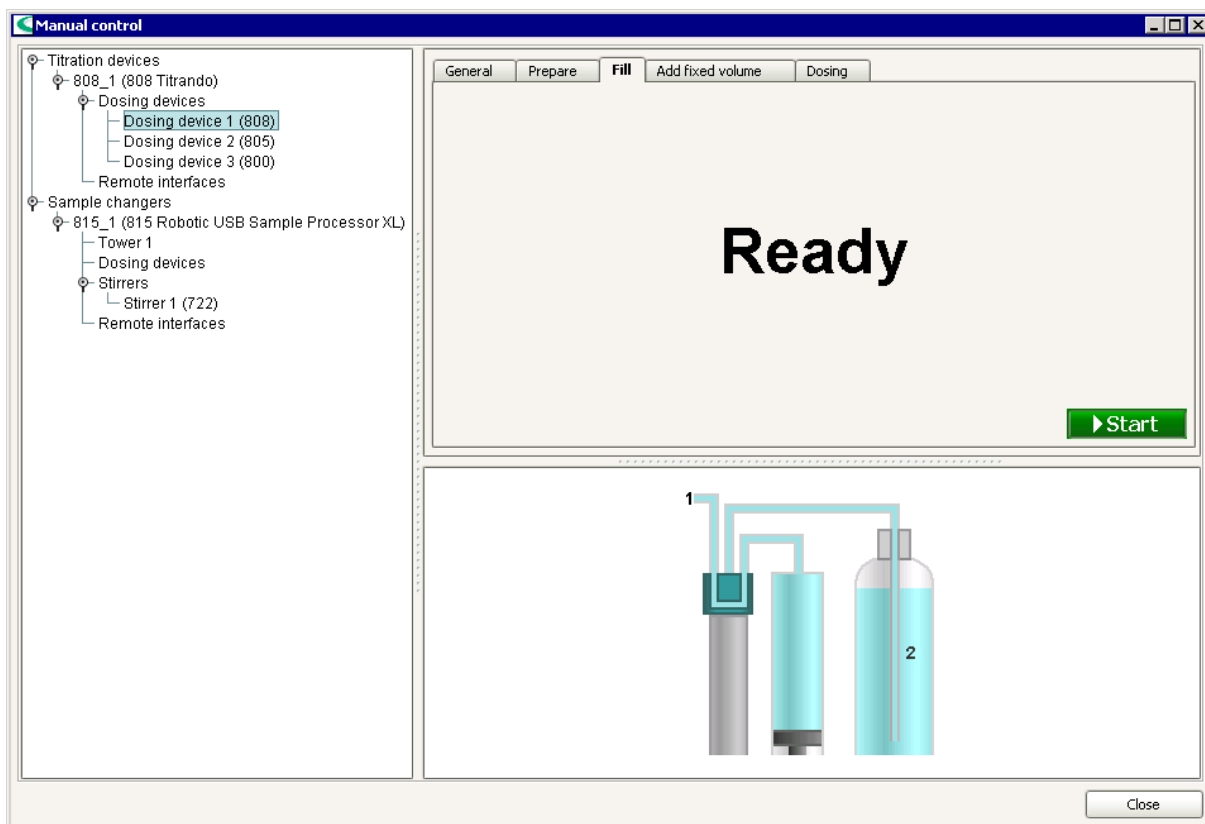 Manual control
Titration devices
808_1 (808 Titrando)
Dosing devices
Dosing device 1 (808)
Dosing device 2 (805)
Dosing device 3 (800)
Remote interfaces
Sample changers
815_1 (815 Robotic USB Sample Processor XL)
Tower 1
Dosing devices
Stirrers
Stirrer 1 (722)
Remote interfaces
General Prepare Fill Add fixed volume Dosing
Ready
Start
1
2
Close